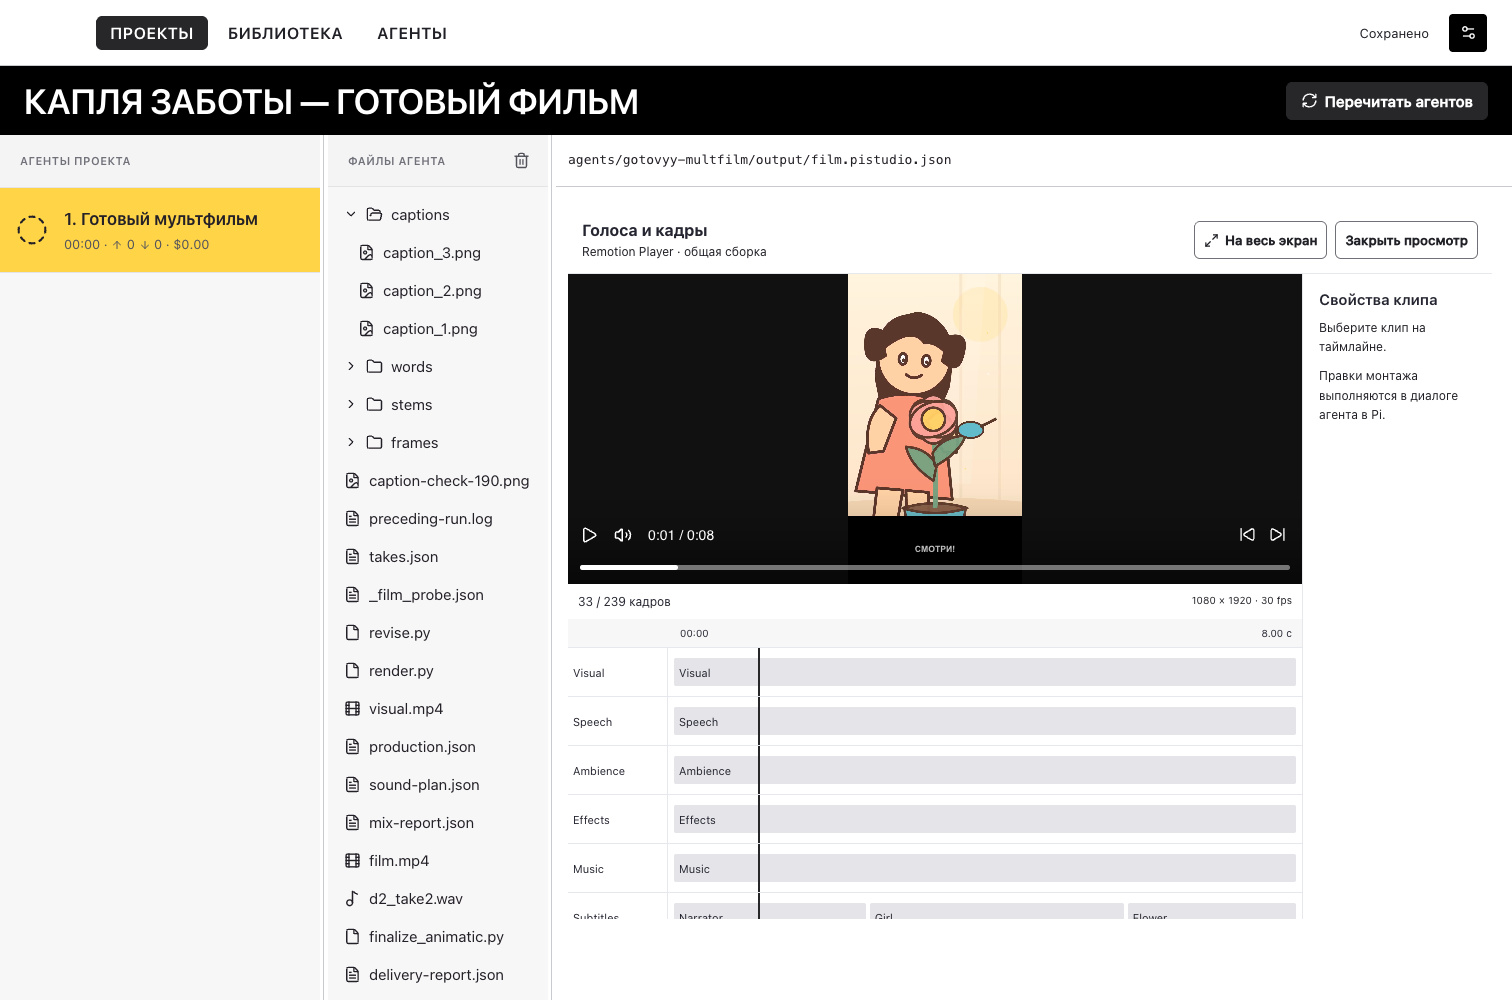 ПРОЕКТЫ
БИБЛИОТЕКА
АГЕНТЫ
Сохранено
КАПЛЯ ЗАБОТЫ — ГОТОВЫЙ ФИЛЬМ
Перечитать агентов
АГЕНТЫ ПРОЕКТА
1. Готовый мультфильм
00:00 · ↑ 0 ↓ 0 · $0.00
ФАЙЛЫ АГЕНТА
captions
caption_3.png
caption_2.png
caption_1.png
words
stems
frames
caption-check-190.png
preceding-run.log
takes.json
_film_probe.json
revise.py
render.py
visual.mp4
production.json
sound-plan.json
mix-report.json
film.mp4
d2_take2.wav
finalize_animatic.py
delivery-report.json
agents/gotovyy-multfilm/output/film.pistudio.json
Голоса и кадры
Remotion Player · общая сборка
На весь экран
Закрыть просмотр
СМОТРИ!
0:01 / 0:08
33 / 239 кадров
1080 × 1920 · 30 fps
00:00
8.00 с
Visual
Visual
Speech
Speech
Ambience
Ambience
Effects
Effects
Music
Music
Subtitles
Narrator
Girl
Flower
Свойства клипа
Выберите клип на
таймлайне.
Правки монтажа
выполняются в диалоге
агента в Pi.